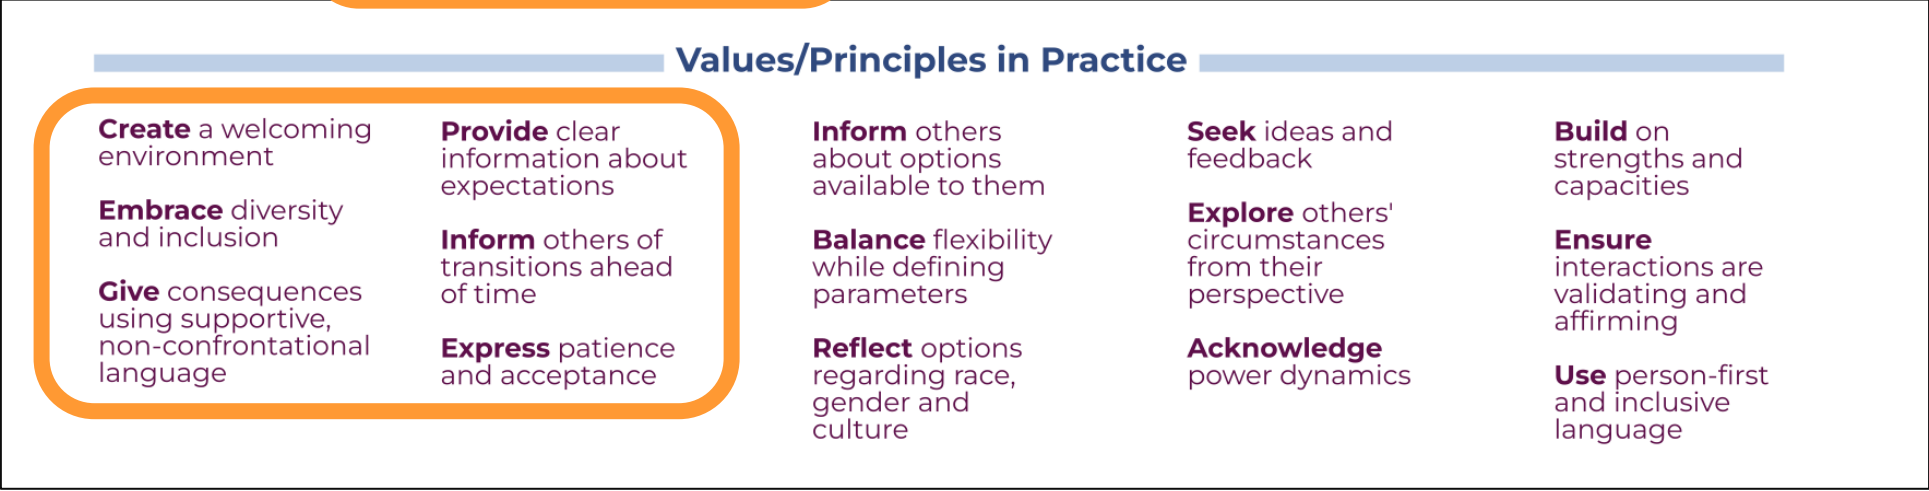 Values/Principles in Practice
Create a welcoming
environment
Embrace diversity
and inclusion
Give consequences
using supportive,
non-confrontational
language
Provide clear
information about
expectations
Inform others of
transitions ahead
of time
Express patience
and acceptance
Inform others
about options
available to them
Balance flexibility
while defining
parameters
Reflect options
regarding race,
gender and
culture
Seek ideas and
feedback
Explore others'
circumstances
from their
perspective
Acknowledge
power dynamics
Build on
strengths and
capacities
Ensure
interactions are
validating and
affirming
Use person-first
and inclusive
language